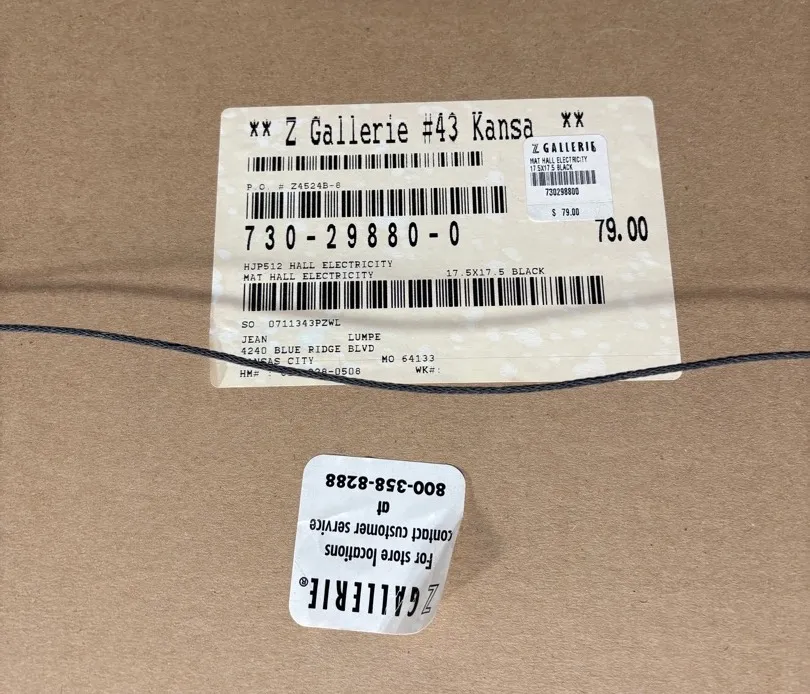 ** Z Gallerie #43 Kansa **
P.O. # Z4524B-8
730-29880-0 79.00
HJP512 HALL ELECTRICITY
MAT HALL ELECTRICITY 17.5X17.5 BLACK
SO 0711343PZWL
JEAN LUMPE
4240 BLUE RIDGE BLVD
CITY MO 64133
HM# : WK#:
Z GALLERIE
MAT HALL ELECTRICITY
17.5X17.5 BLACK
730298800
$ 79.00
Z GALLERIE®
For store locations
contact customer service
at
800-358-8288